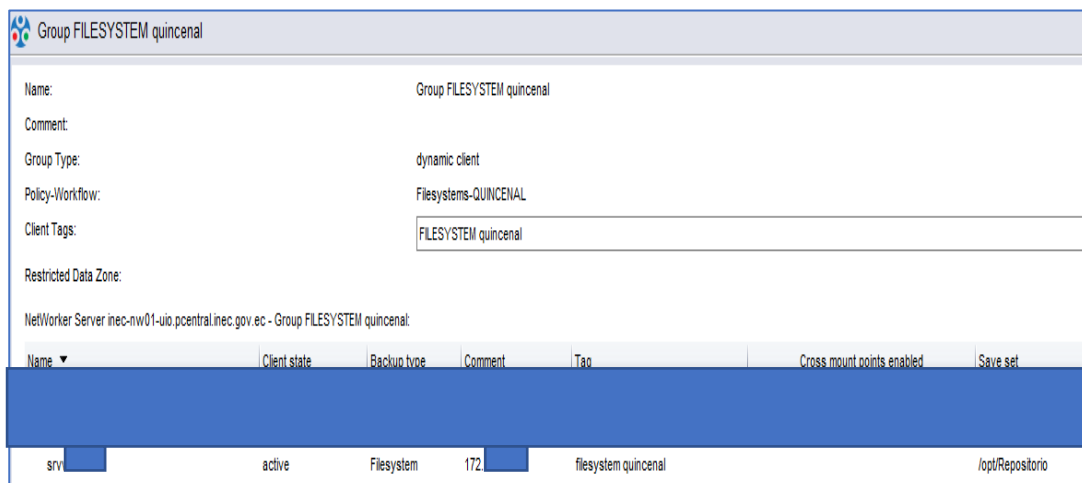 Group FILESYSTEM quincenal
Name: Group FILESYSTEM quincenal
Comment:
Group Type: dynamic client
Policy-Workflow: Filesystems-QUINCENAL
Client Tags: FILESYSTEM quincenal
Restricted Data Zone:
NetWorker Server inec-nw01-uio.pcentral.inec.gov.ec - Group FILESYSTEM quincenal:
Name Client state Backup type Comment Tag Cross mount points enabled Save set
active Filesystem 172. filesystem quincenal /opt/Repositorio